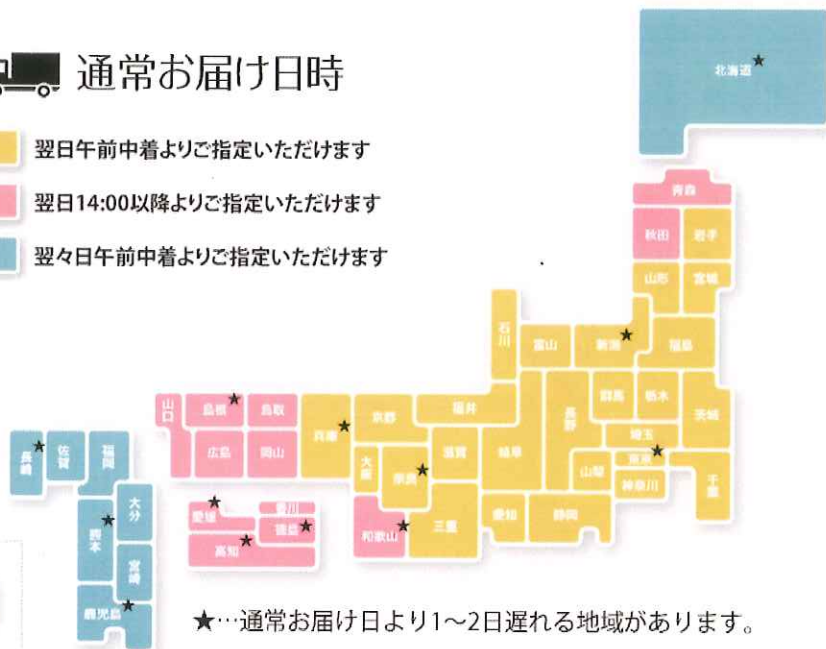 通常お届け日時
北海道★
翌日午前中着よりご指定いただけます
翌日14:00以降よりご指定いただけます
翌々日午前中着よりご指定いただけます
青森
秋田
岩手
山形
宮城
石川
富山
新潟★
福島
山口
島根★
鳥取
兵庫★
京都
福井
長野
群馬
栃木
茨城
広島
岡山
大阪
奈良★
滋賀
岐阜
埼玉
東京★
山梨
神奈川
千葉
長崎★
佐賀
福岡
大分
熊本★
宮崎
鹿児島★
愛媛★
香川
徳島★
高知★
和歌山★
三重
愛知
静岡
★…通常お届け日より1～2日遅れる地域があります。